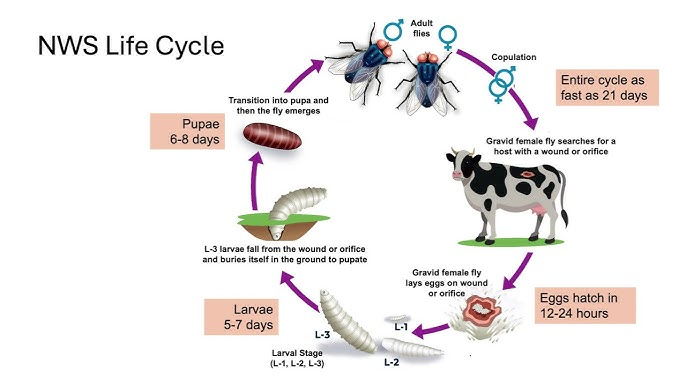 NWS Life Cycle
Adult
flies
Copulation
Entire cycle as
fast as 21 days
Gravid female fly searches for a
host with a wound or orifice
Gravid female fly
lays eggs on wound
or orifice
Eggs hatch in
12-24 hours
L-1
L-2
L-3
Larval Stage
(L-1, L-2, L-3)
Larvae
5-7 days
L-3 larvae fall from the wound or orifice
and buries itself in the ground to pupate
Pupae
6-8 days
Transition into pupa and
then the fly emerges